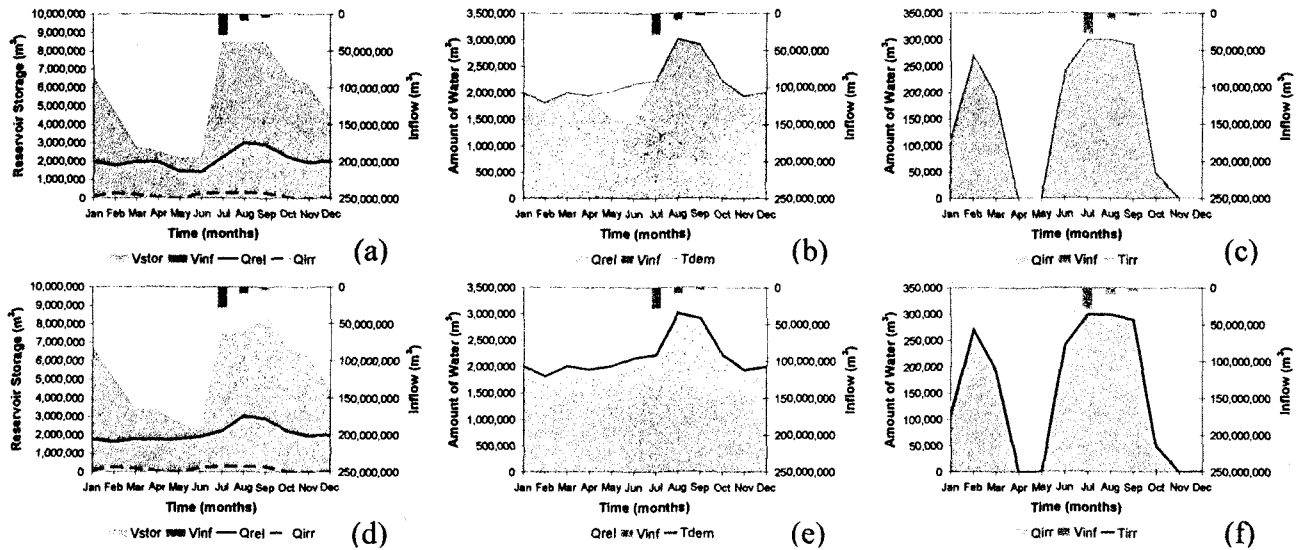 Reservoir Storage (m³)
10,000,000
9,000,000
8,000,000
7,000,000
6,000,000
5,000,000
4,000,000
3,000,000
2,000,000
1,000,000
0
0
50,000,000
100,000,000
150,000,000
200,000,000
250,000,000
Inflow (m³)
Jan Feb Mar Apr May Jun Jul Aug Sep Oct Nov Dec
Time (months)
Vstor Vinf Qrel Qirr
(a)
Amount of Water (m³)
3,500,000
3,000,000
2,500,000
2,000,000
1,500,000
1,000,000
500,000
0
0
50,000,000
100,000,000
150,000,000
200,000,000
250,000,000
Inflow (m³)
Jan Feb Mar Apr May Jun Jul Aug Sep Oct Nov Dec
Time (months)
Qrel Vinf Tdem
(b)
Amount of Water (m³)
350,000
300,000
250,000
200,000
150,000
100,000
50,000
0
0
50,000,000
100,000,000
150,000,000
200,000,000
250,000,000
Inflow (m³)
Jan Feb Mar Apr May Jun Jul Aug Sep Oct Nov Dec
Time (months)
Qirr Vinf Tirr
(c)
Reservoir Storage (m³)
10,000,000
9,000,000
8,000,000
7,000,000
6,000,000
5,000,000
4,000,000
3,000,000
2,000,000
1,000,000
0
0
50,000,000
100,000,000
150,000,000
200,000,000
250,000,000
Inflow (m³)
Jan Feb Mar Apr May Jun Jul Aug Sep Oct Nov Dec
Time (months)
Vstor Vinf Qrel Qirr
(d)
Amount of Water (m³)
3,500,000
3,000,000
2,500,000
2,000,000
1,500,000
1,000,000
500,000
0
0
50,000,000
100,000,000
150,000,000
200,000,000
250,000,000
Inflow (m³)
Jan Feb Mar Apr May Jun Jul Aug Sep Oct Nov Dec
Time (months)
Qrel Vinf Tdem
(e)
Amount of Water (m³)
350,000
300,000
250,000
200,000
150,000
100,000
50,000
0
0
50,000,000
100,000,000
150,000,000
200,000,000
250,000,000
Inflow (m³)
Jan Feb Mar Apr May Jun Jul Aug Sep Oct Nov Dec
Time (months)
Qirr Vinf Tirr
(f)